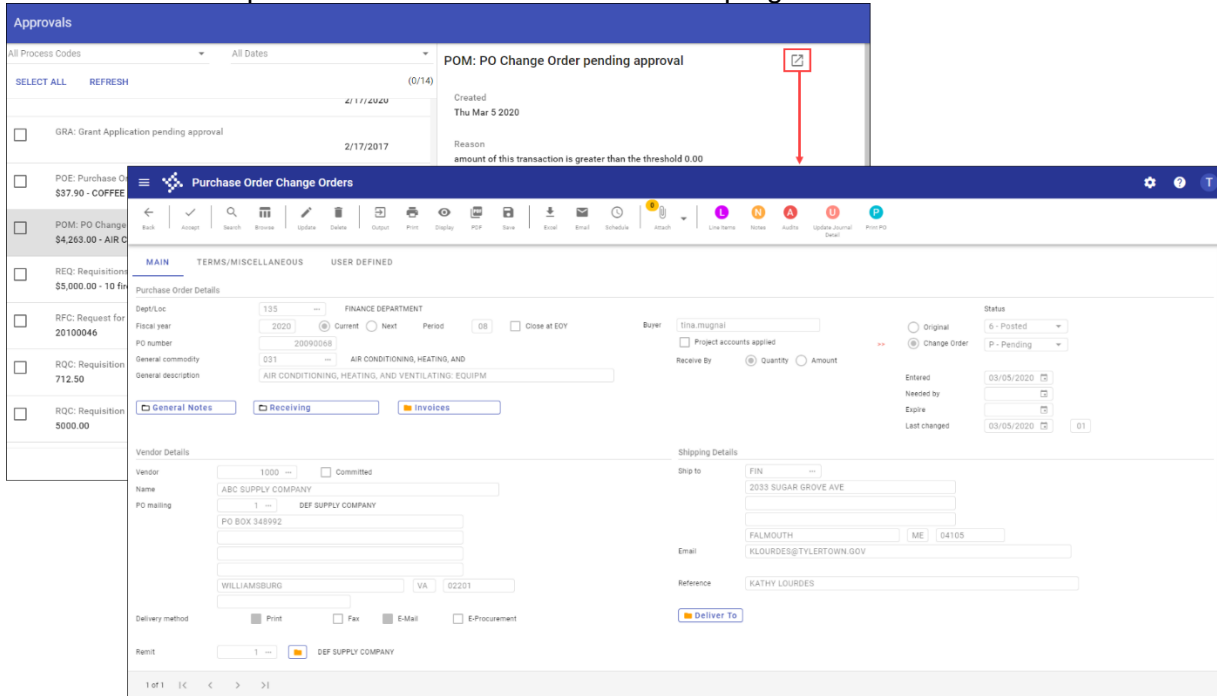 Approvals
All Process Codes
All Dates
SELECT ALL REFRESH (0/14)
2/17/2020
GRA: Grant Application pending approval
2/17/2017
POE: Purchase O
$37.90 - COFFEE
POM: PO Change
$4,263.00 - AIR C
REQ: Requisitions
$5,000.00 - 10 fir
RFC: Request for
20100046
RQC: Requisition
712.50
RQC: Requisition
5000.00
POM: PO Change Order pending approval
Created
Thu Mar 5 2020
Reason
amount of this transaction is greater than the threshold 0.00
Purchase Order Change Orders
T
0
L N A U P
Back Accept Search Browse Update Delete Output Print Display PDF Save Excel Email Schedule Attach Line Items Notes Audits Update Journal Detail Print PO
MAIN TERMS/MISCELLANEOUS USER DEFINED
Purchase Order Details
Dept/Loc 135 FINANCE DEPARTMENT
Fiscal year 2020 Current Next Period 08 Close at EOY
PO number 20090068
General commodity 031 AIR CONDITIONING, HEATING, AND
General description AIR CONDITIONING, HEATING, AND VENTILATING: EQUIPM
General Notes Receiving Invoices
Buyer tina.mugnai
Project accounts applied >>
Receive By Quantity Amount
Status
Original 6 - Posted
Change Order P - Pending
Entered 03/05/2020
Needed by
Expire
Last changed 03/05/2020 01
Vendor Details
Vendor 1000 Committed
Name ABC SUPPLY COMPANY
PO mailing 1 DEF SUPPLY COMPANY
PO BOX 348992
WILLIAMSBURG VA 02201
Delivery method Print Fax E-Mail E-Procurement
Remit 1 DEF SUPPLY COMPANY
Shipping Details
Ship to FIN
2033 SUGAR GROVE AVE
FALMOUTH ME 04105
Email KLOURDES@TYLERTOWN.GOV
Reference KATHY LOURDES
Deliver To
1 of 1